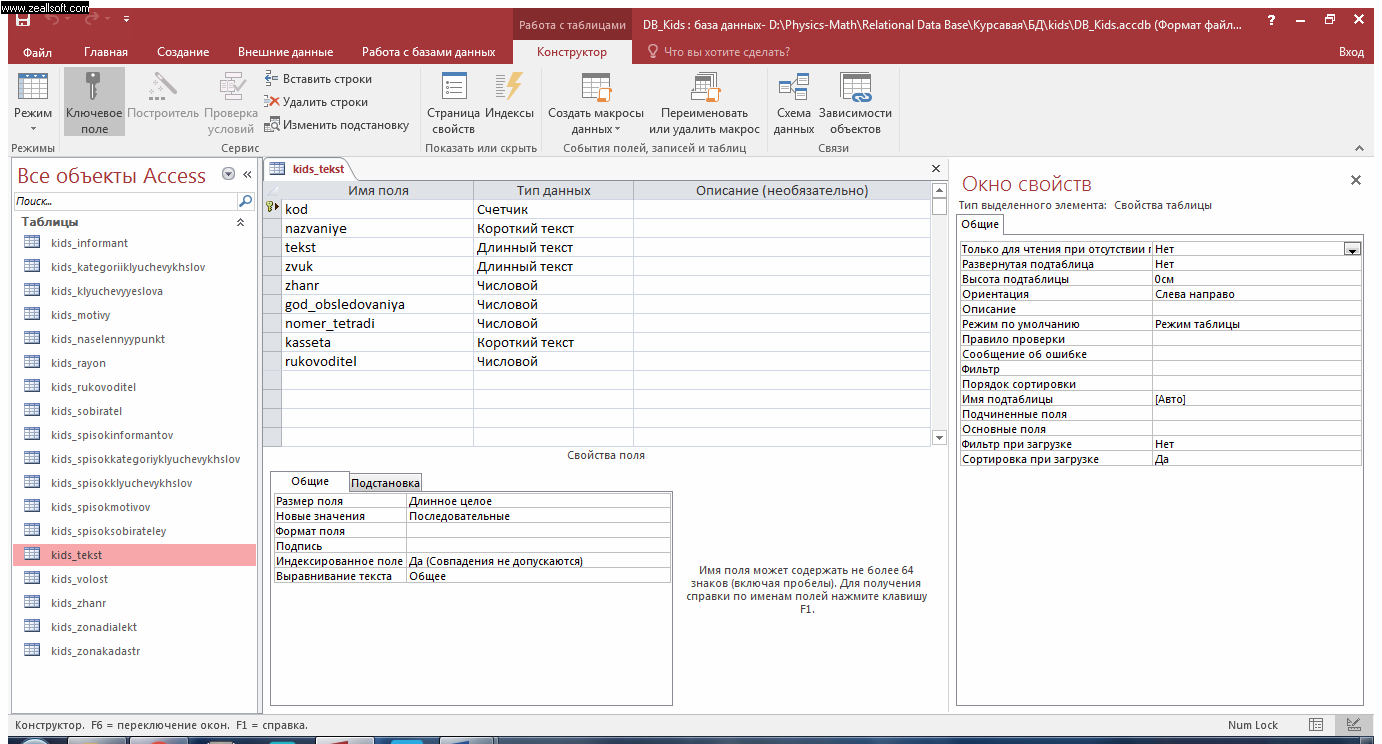 www.zeallsoft.com
Работа с таблицами
DB_Kids : база данных- D:\Physics-Math\Relational Data Base\Курсавая\БД\kids\DB_Kids.accdb (Формат файл...
?
Файл
Главная
Создание
Внешние данные
Работа с базами данных
Конструктор
Что вы хотите сделать?
Вход
Режим
Ключевое поле
Построитель
Проверка условий
Вставить строки
Удалить строки
Изменить подстановку
Страница свойств
Индексы
Создать макросы данных
Переименовать или удалить макрос
Схема данных
Зависимости объектов
Режимы
Сервис
Показать или скрыть
События полей, записей и таблиц
Связи
Все объекты Access
Поиск...
Таблицы
kids_informant
kids_kategoriiklyuchevykhslov
kids_klyuchevyyeslova
kids_motivy
kids_naselennyypunkt
kids_rayon
kids_rukovoditel
kids_sobiratel
kids_spisokinformantov
kids_spisokkategoriyklyuchevykhslov
kids_spisokklyuchevykhslov
kids_spisokmotivov
kids_spisoksobirateley
kids_tekst
kids_volost
kids_zhanr
kids_zonadialekt
kids_zonakadastr
kids_tekst
Имя поля Тип данных Описание (необязательно)
kod Счетчик
nazvaniye Короткий текст
tekst Длинный текст
zvuk Длинный текст
zhanr Числовой
god_obsledovaniya Числовой
nomer_tetradi Числовой
kasseta Короткий текст
rukovoditel Числовой
Свойства поля
Общие Подстановка
Размер поля Длинное целое
Новые значения Последовательные
Формат поля
Подпись
Индексированное поле Да (Совпадения не допускаются)
Выравнивание текста Общее
Имя поля может содержать не более 64
знаков (включая пробелы). Для получения
справки по именам полей нажмите клавишу
F1.
Окно свойств
Тип выделенного элемента: Свойства таблицы
Общие
Только для чтения при отсутствии Нет
Развернутая подтаблица Нет
Высота подтаблицы 0см
Ориентация Слева направо
Описание
Режим по умолчанию Режим таблицы
Правило проверки
Сообщение об ошибке
Фильтр
Порядок сортировки
Имя подтаблицы [Авто]
Подчиненные поля
Основные поля
Фильтр при загрузке Нет
Сортировка при загрузке Да
Конструктор. F6 = переключение окон. F1 = справка.
Num Lock